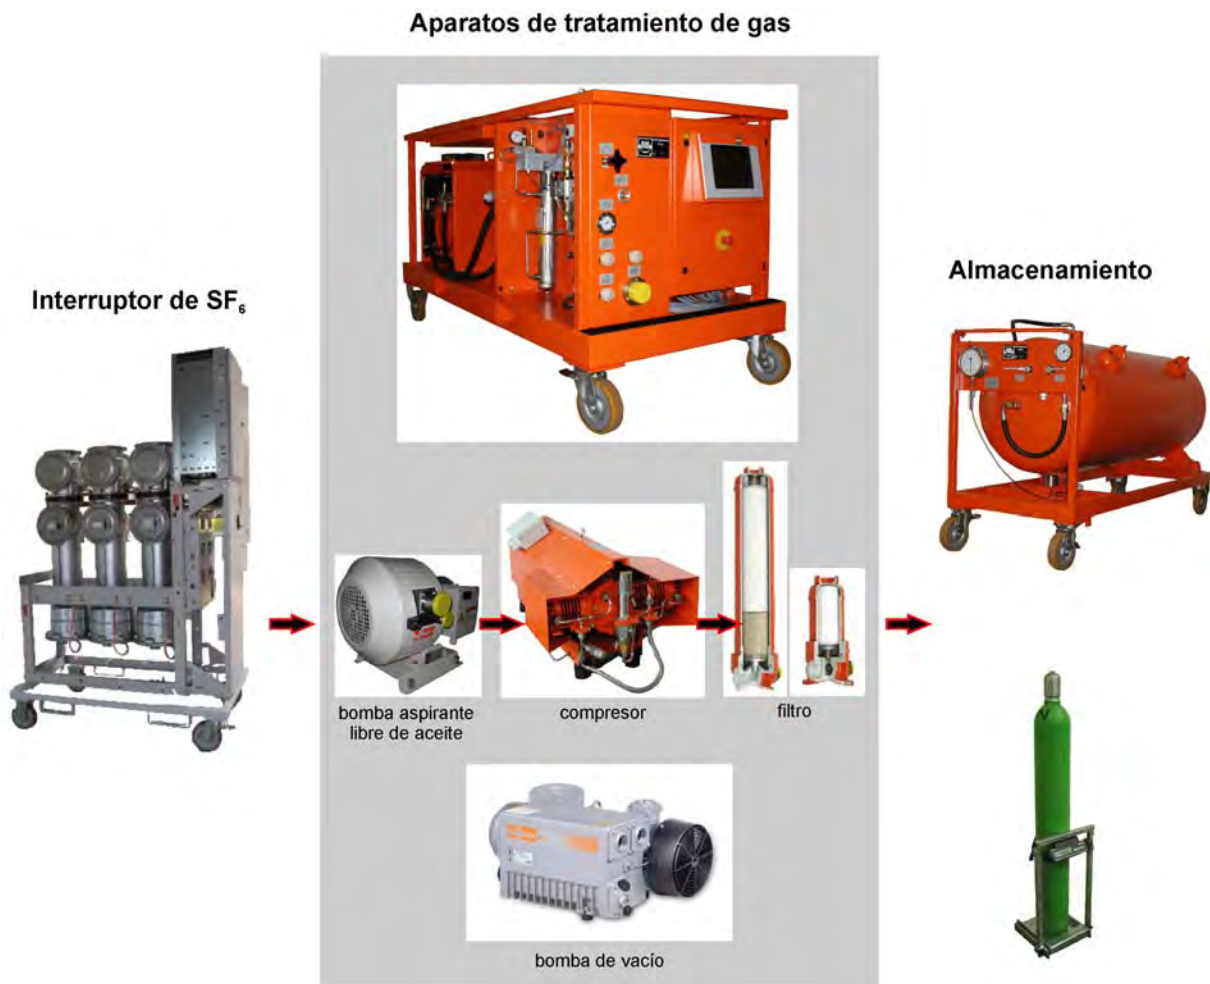 Aparatos de tratamiento de gas
Interruptor de SF₆
Almacenamiento
bomba aspirante
libre de aceite
compresor
filtro
bomba de vacío